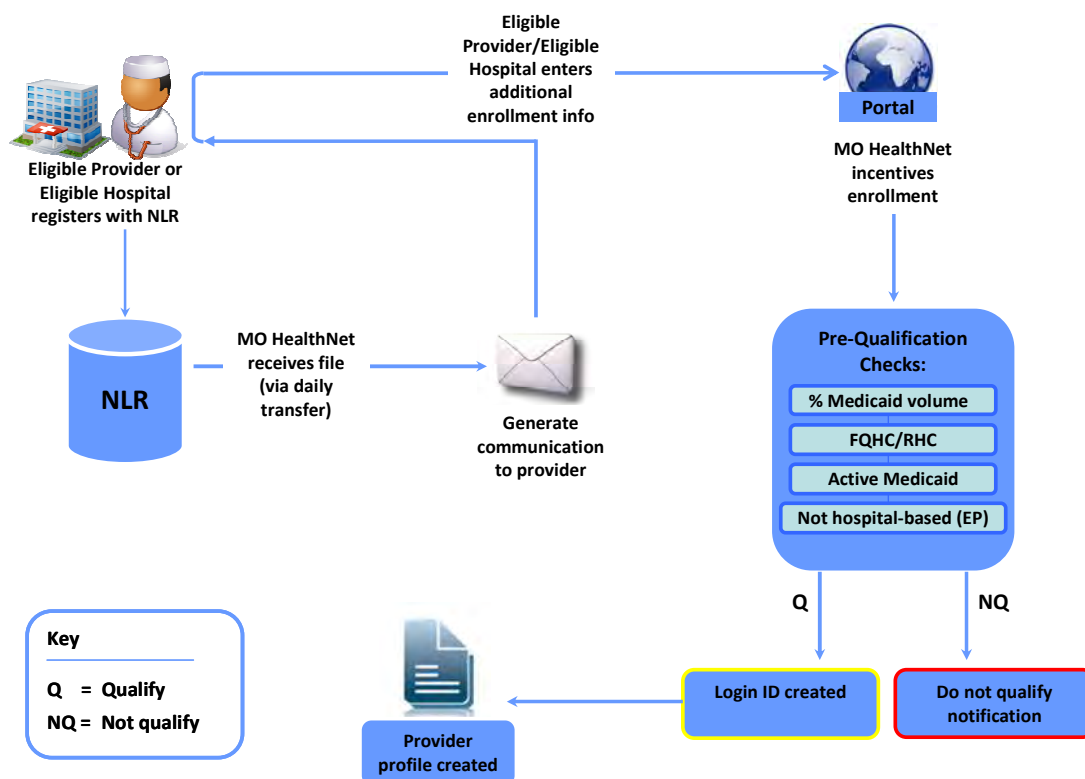 Eligible
Provider/Eligible
Hospital enters
additional
enrollment info
Portal
MO HealthNet
incentives
enrollment
Eligible Provider or
Eligible Hospital
registers with NLR
NLR
MO HealthNet
receives file
(via daily
transfer)
Generate
communication
to provider
Pre-Qualification
Checks:
% Medicaid volume
FQHC/RHC
Active Medicaid
Not hospital-based (EP)
Q
NQ
Login ID created
Do not qualify
notification
Provider
profile created
Key
Q = Qualify
NQ = Not qualify